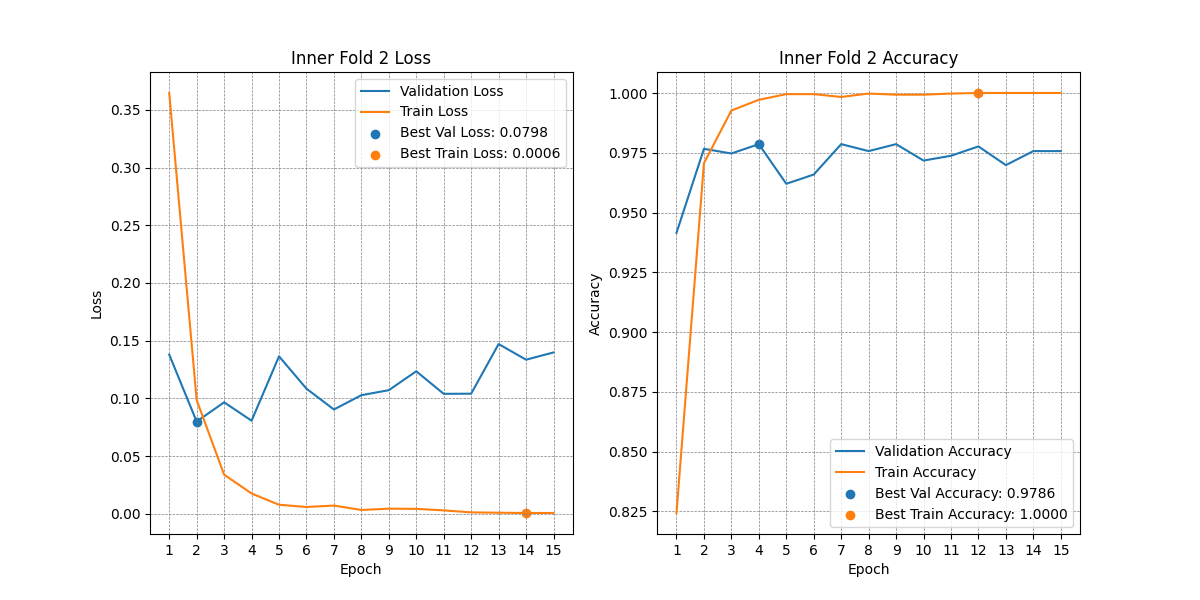 Inner Fold 2 Loss
Validation Loss
Train Loss
Best Val Loss: 0.0798
Best Train Loss: 0.0006
0.35
0.30
0.25
0.20
0.15
0.10
0.05
0.00
Loss
1 2 3 4 5 6 7 8 9 10 11 12 13 14 15
Epoch
Inner Fold 2 Accuracy
1.000
0.975
0.950
0.925
0.900
0.875
0.850
0.825
Accuracy
Validation Accuracy
Train Accuracy
Best Val Accuracy: 0.9786
Best Train Accuracy: 1.0000
1 2 3 4 5 6 7 8 9 10 11 12 13 14 15
Epoch